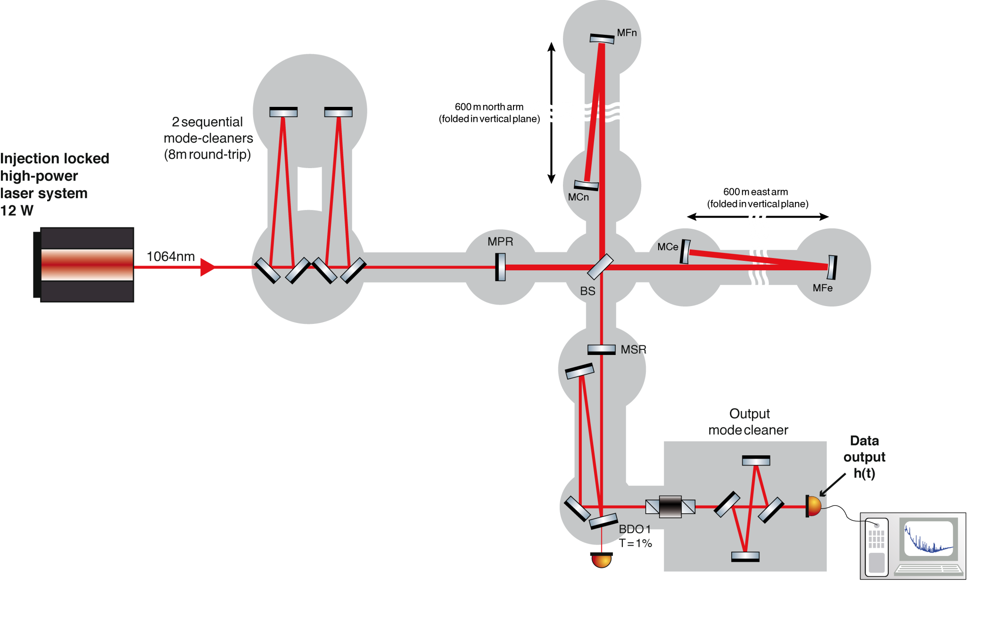 Injection locked
high-power
laser system
12 W
1064nm
2 sequential
mode-cleaners
(8m round-trip)
MFn
600 m north arm
(folded in vertical plane)
MCn
600 m east arm
(folded in vertical plane)
MCe
MFe
MPR
BS
MSR
BDO1
T = 1%
Output
mode cleaner
Data
output
h(t)